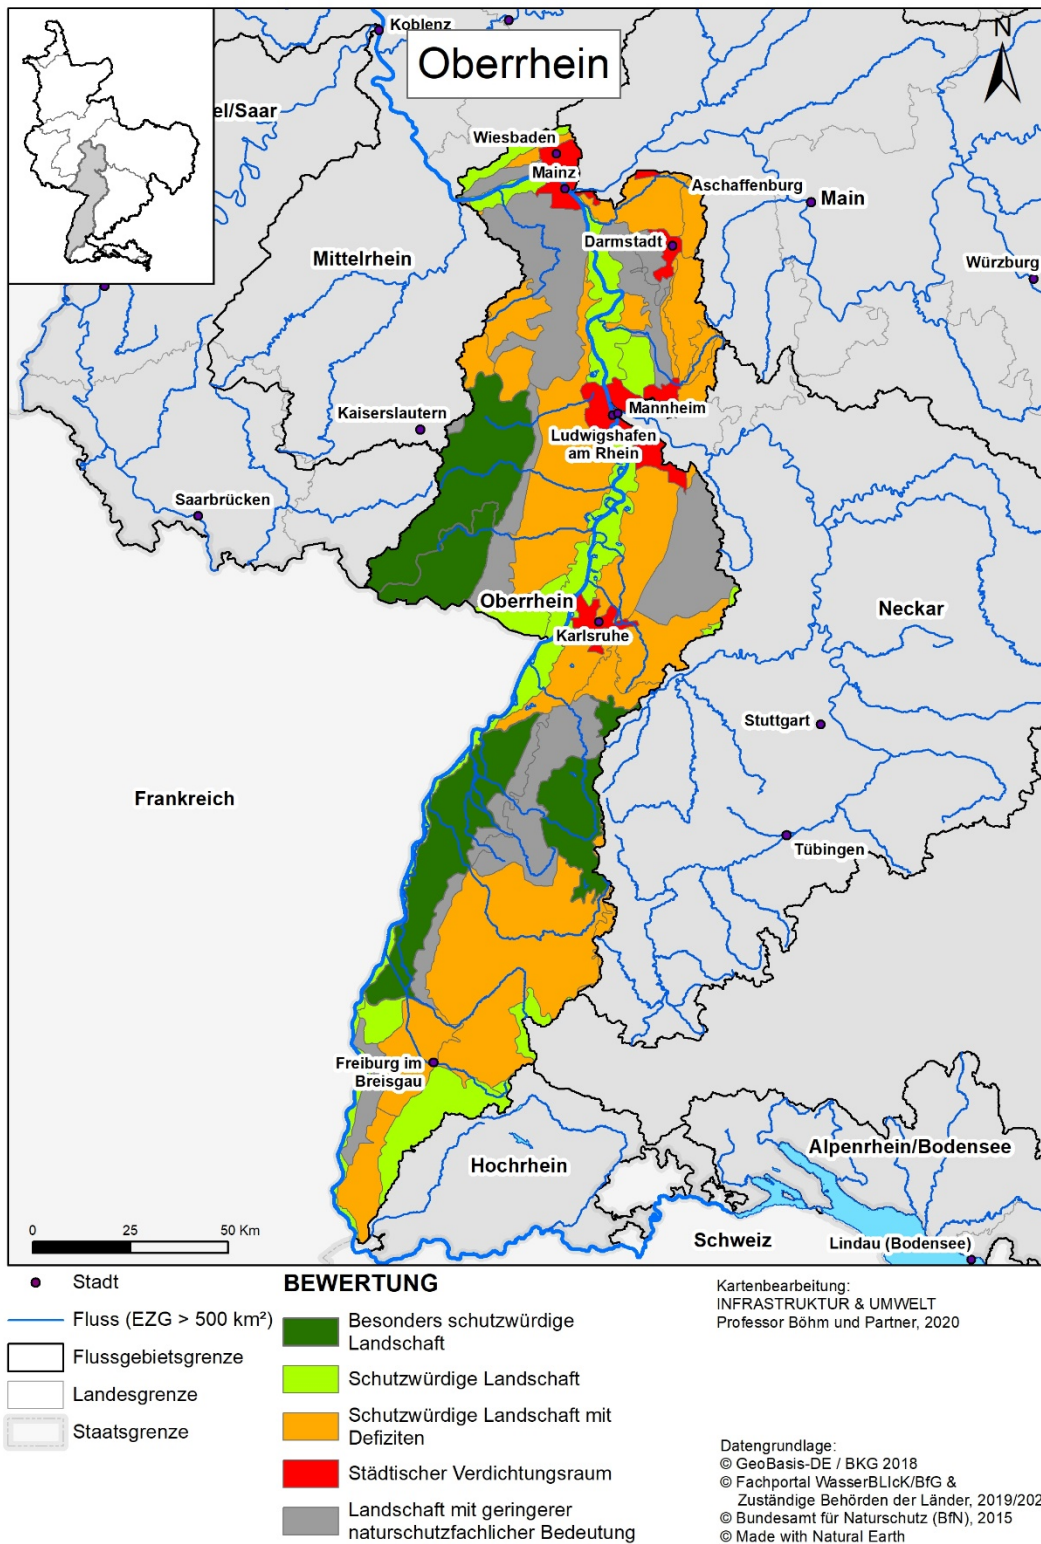 Koblenz
Oberrhein
N
el/Saar
Wiesbaden
Mainz
Aschaffenburg
Main
Darmstadt
Mittelrhein
Würzburg
Kaiserslautern
Mannheim
Ludwigshafen
am Rhein
Saarbrücken
Oberrhein
Neckar
Karlsruhe
Stuttgart
Frankreich
Tübingen
Freiburg im
Breisgau
Hochrhein
Alpenrhein/Bodensee
Schweiz
Lindau (Bodensee)
0 25 50 Km
Stadt
Fluss (EZG > 500 km²)
Flussgebietsgrenze
Landesgrenze
Staatsgrenze
BEWERTUNG
Besonders schutzwürdige
Landschaft
Schutzwürdige Landschaft
Schutzwürdige Landschaft mit
Defiziten
Städtischer Verdichtungsraum
Landschaft mit geringerer
naturschutzfachlicher Bedeutung
Kartenbearbeitung:
INFRASTRUKTUR & UMWELT
Professor Böhm und Partner, 2020
Datengrundlage:
© GeoBasis-DE / BKG 2018
© Fachportal WasserBLIcK/BfG &
Zuständige Behörden der Länder, 2019/202
© Bundesamt für Naturschutz (BfN), 2015
© Made with Natural Earth